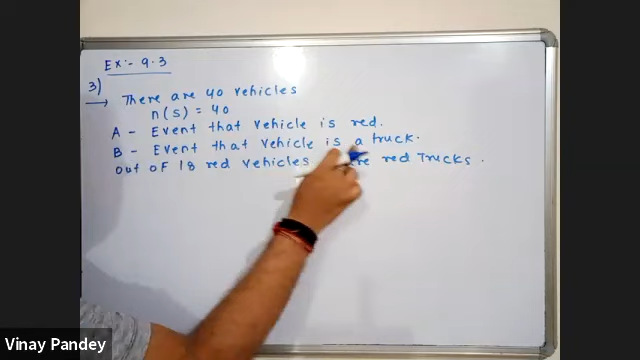 Ex:- 9.3
3)
→ There are 40 vehicles
n(s) = 40
A - Event that vehicle is red.
B - Event that vehicle is a truck.
out of 18 red vehicles are red Trucks.
Vinay Pandey